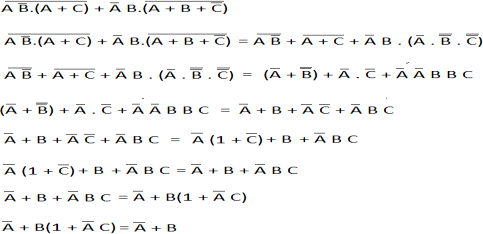 A̅ ̅B̿.̅(̅A̅ ̅+̅ ̅C̅)̅ + A̅ B.A̅ ̅+̅ ̅B̅ ̅+̅ ̅C̿
A̅ ̅B̿.̅(̅A̅ ̅+̅ ̅C̅)̅ + A̅ B.(̅A̅ ̅+̅ ̅B̅ ̅+̅ ̅C̿)̅ = A̅ ̅B̿ + A̅ ̅+̅ ̅C̅ + A̅ B . (A̅ . B̅ . C̿)
A̅ ̅B̿ + A̅ ̅+̅ ̅C̅ + A̅ B . (A̅ . B̅ . C̿) = (A̅ + B̿) + A̅ . C̅ + A̅ A̅ B B C
(A̅ + B̿) + A̅ . C̅ + A̅ A̅ B B C = A̅ + B + A̅ C̅ + A̅ B C
A̅ + B + A̅ C̅ + A̅ B C = A̅ (1 + C̅) + B + A̅ B C
A̅ (1 + C̅) + B + A̅ B C = A̅ + B + A̅ B C
A̅ + B + A̅ B C = A̅ + B(1 + A̅ C)
A̅ + B(1 + A̅ C) = A̅ + B